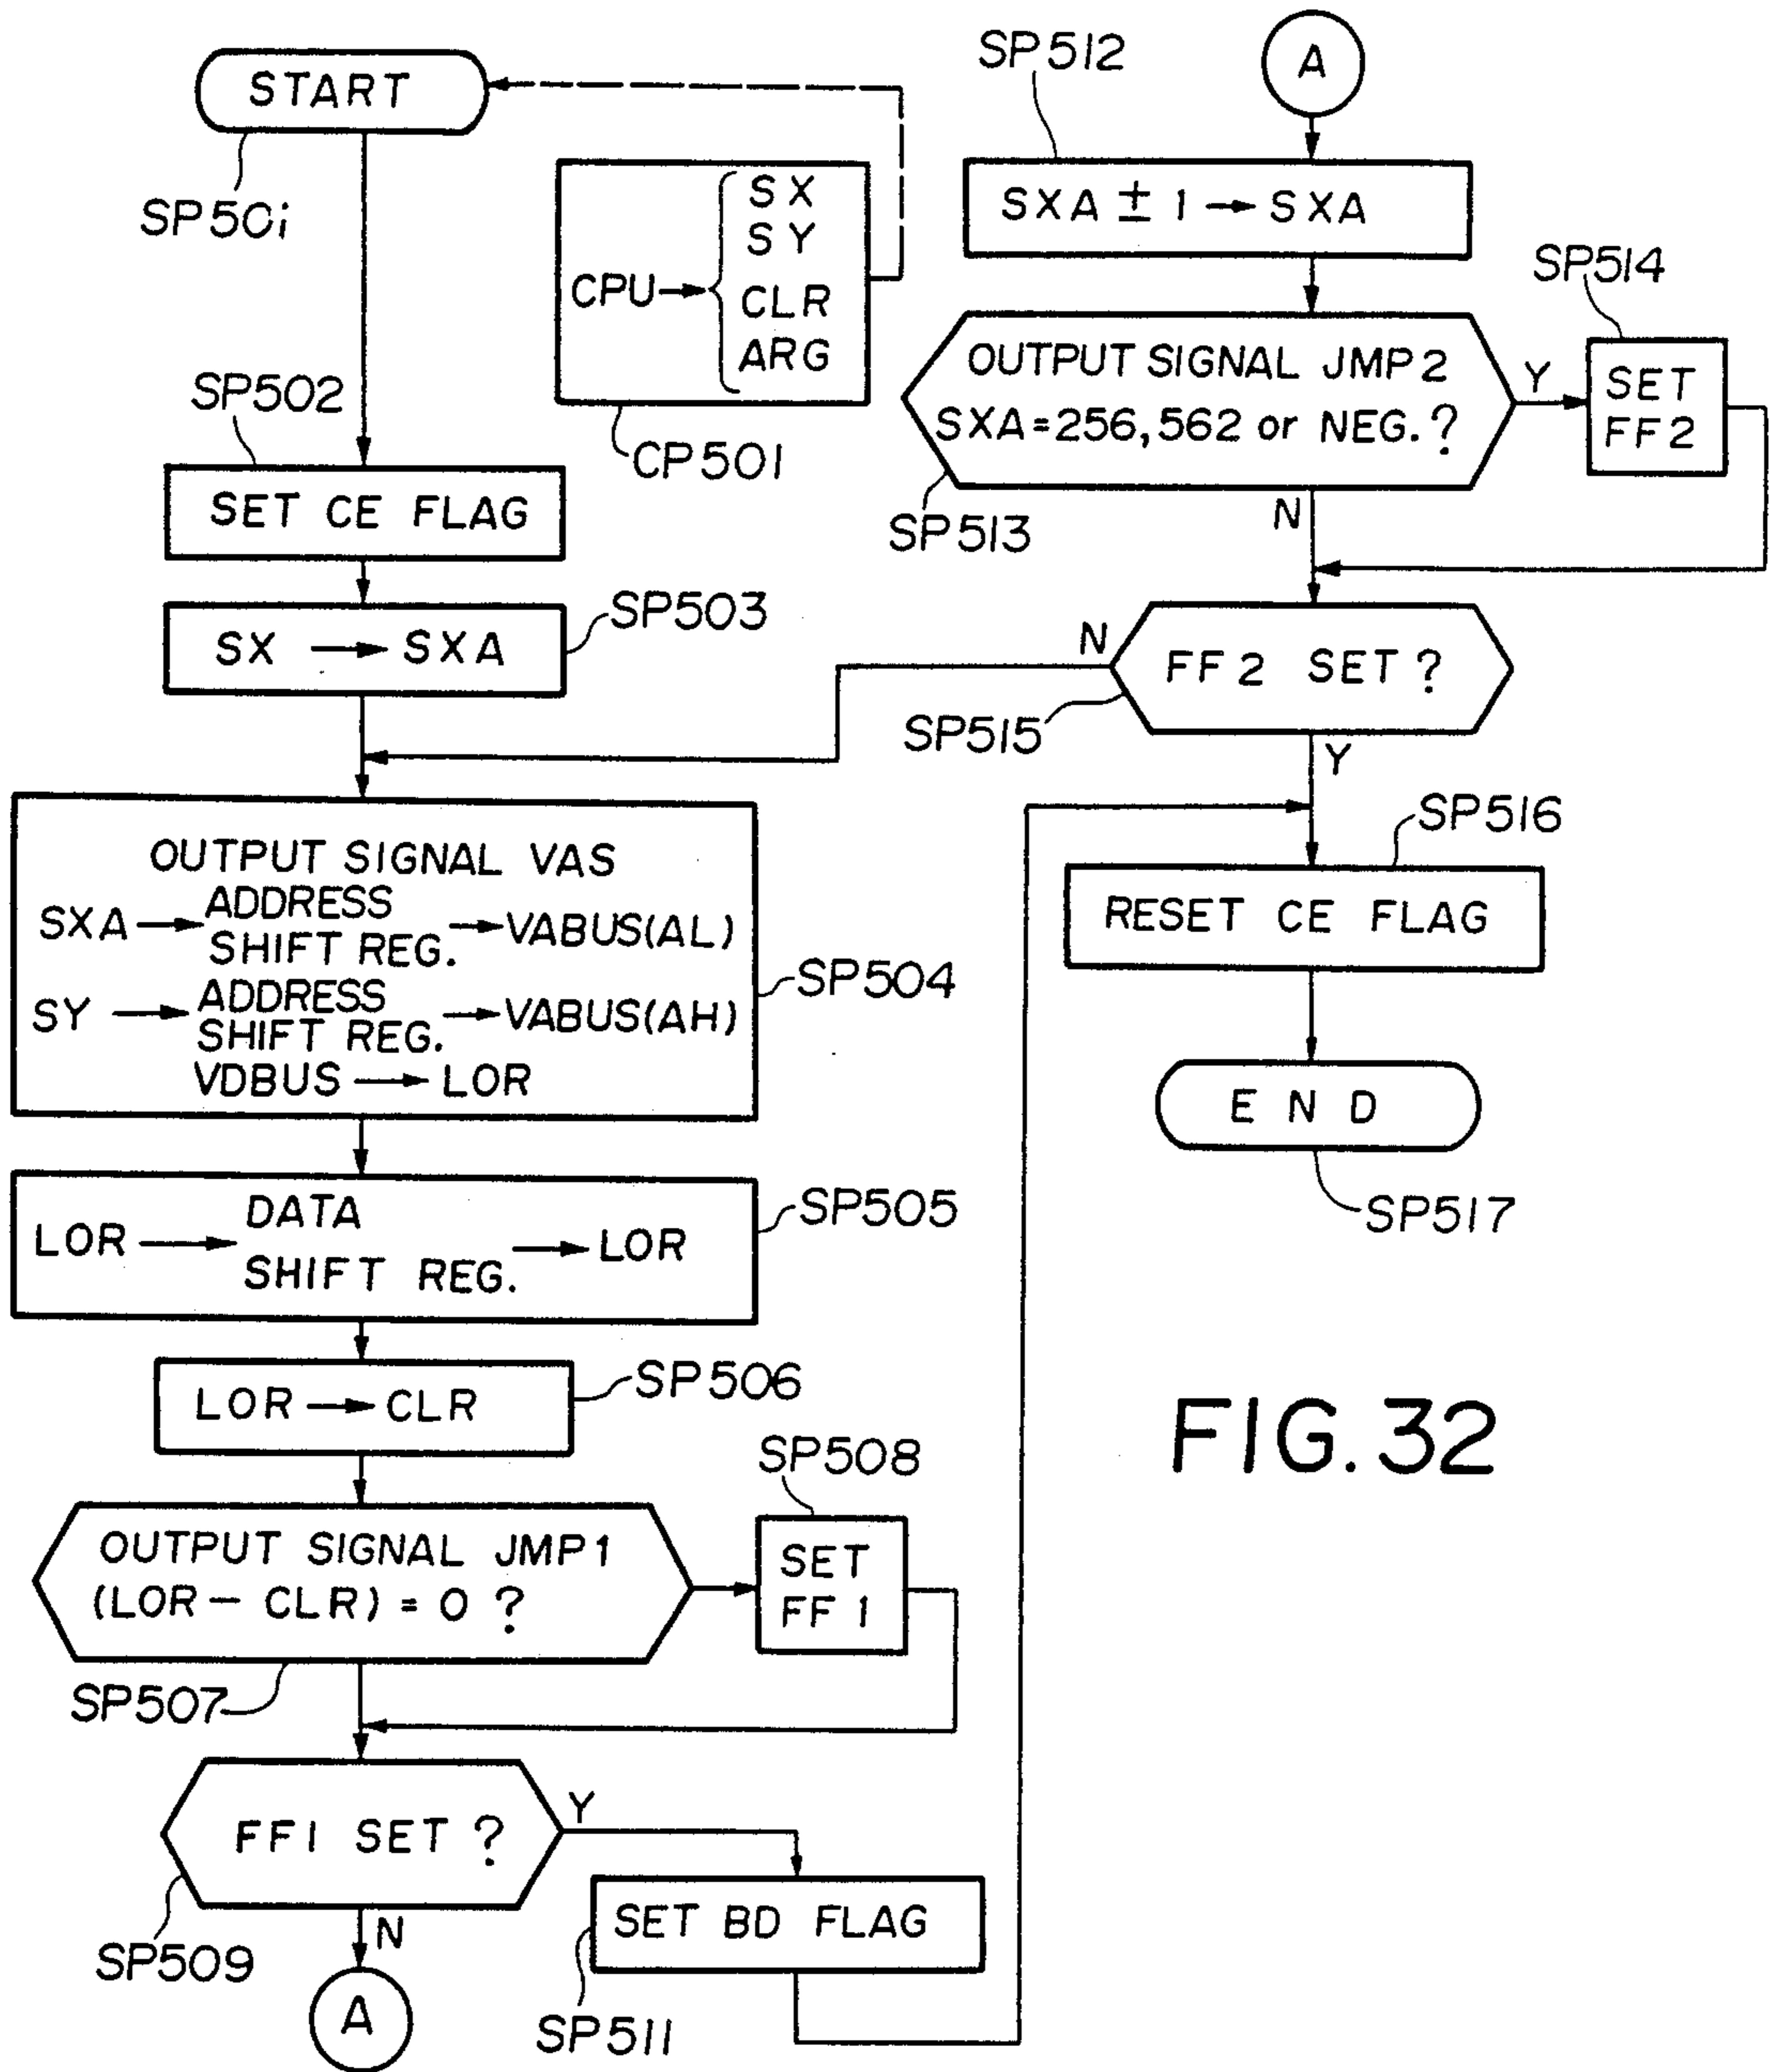 START
SP50i
CPU→
SX
SY
CLR
ARG
CP501
SP502
SET CE FLAG
SX → SXA
SP503
OUTPUT SIGNAL VAS
SXA → ADDRESS SHIFT REG. → VABUS(AL)
SY → ADDRESS SHIFT REG. → VABUS(AH)
VDBUS → LOR
SP504
LOR → DATA SHIFT REG. → LOR
SP505
LOR → CLR
SP506
OUTPUT SIGNAL JMP1
(LOR – CLR) = 0 ?
SP507
SP508
SET
FF 1
FF1 SET ?
Y
N
SP509
A
SET BD FLAG
SP511
A
SP512
SXA ± 1 → SXA
OUTPUT SIGNAL JMP2
SXA=256,562 or NEG. ?
Y
N
SP513
SP514
SET
FF2
FF2 SET ?
N
Y
SP515
SP516
RESET CE FLAG
END
SP517
FIG. 32